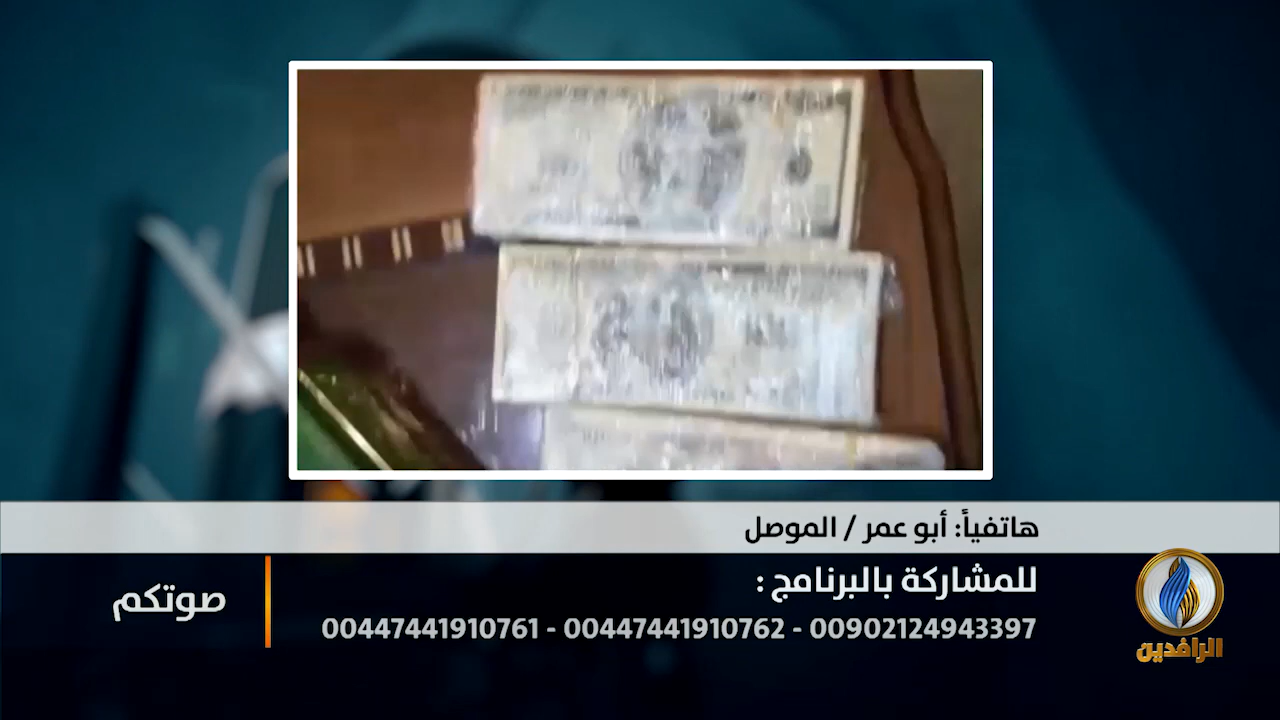 هاتفياً: أبو عمر / الموصل
للمشاركة بالبرنامج :
00447441910761 - 00447441910762 - 00902124943397
صوتكم
الرافدين